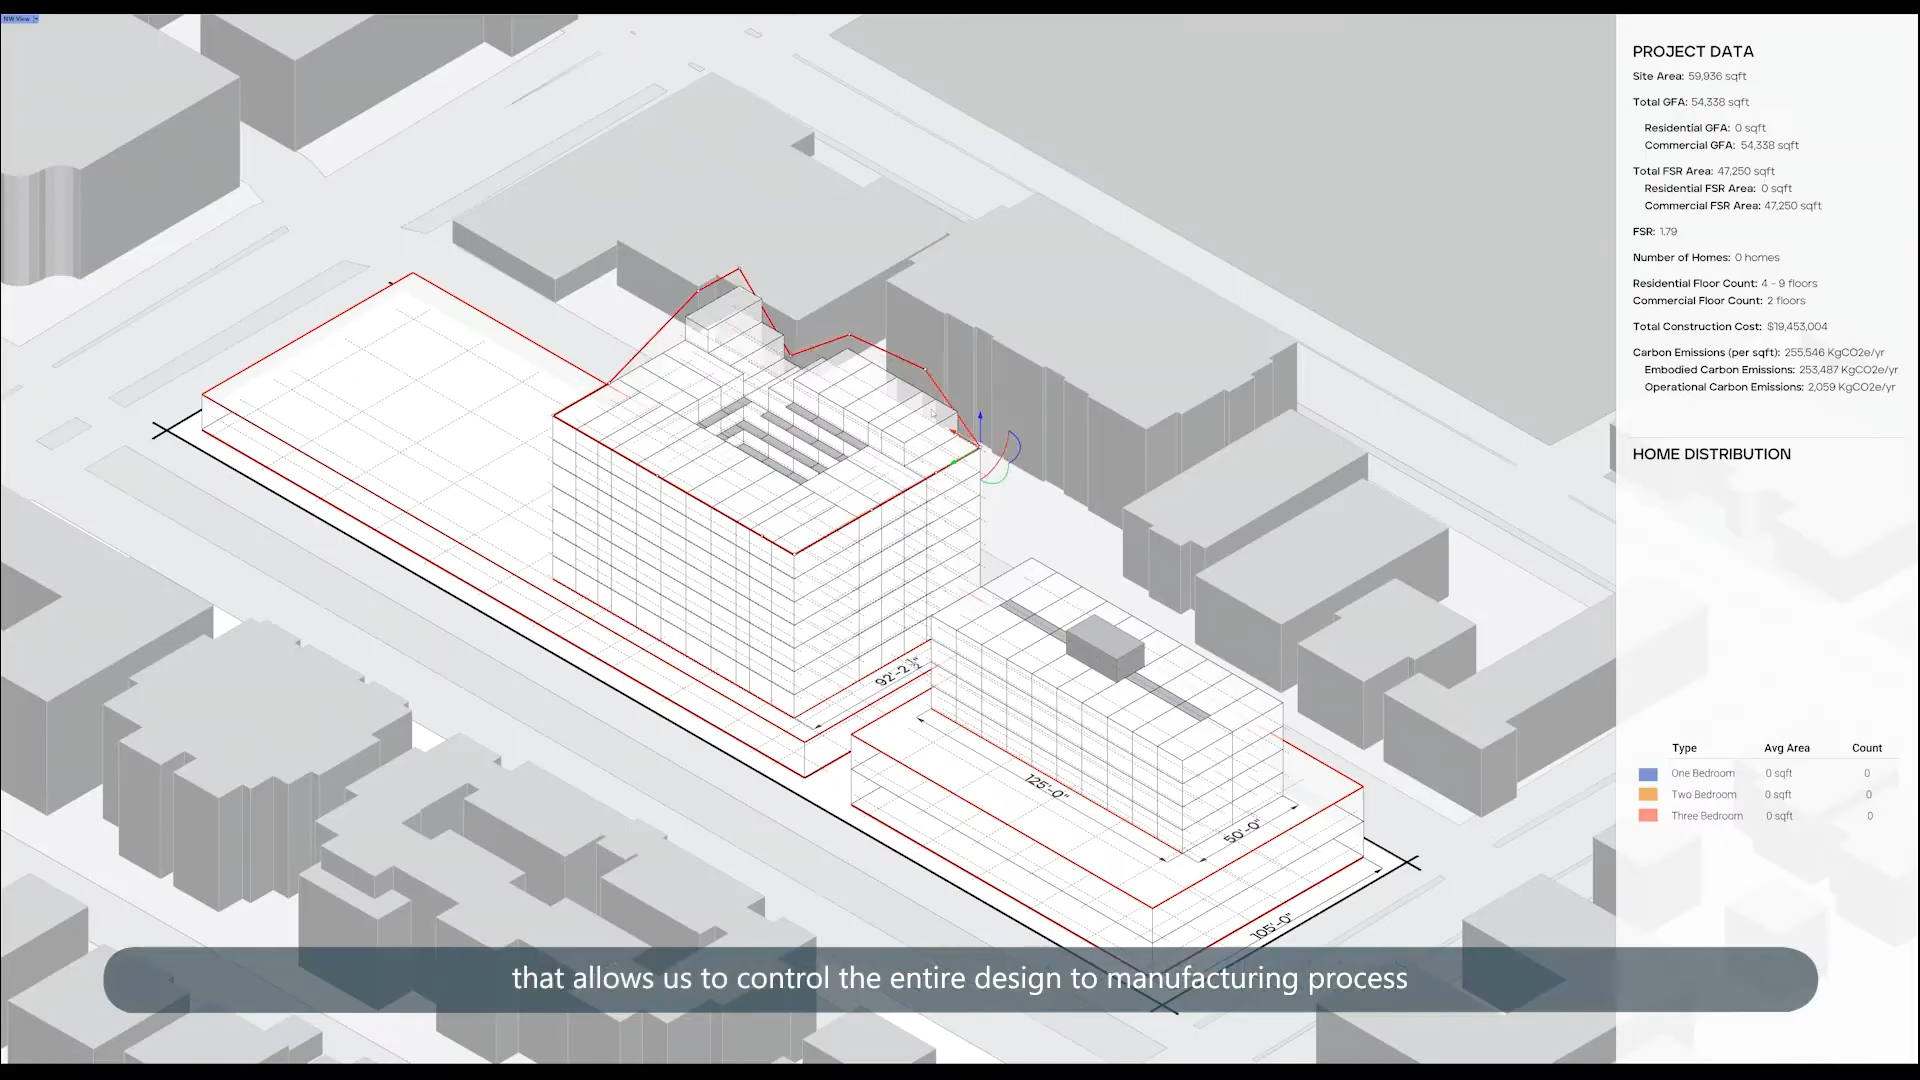 NW View
PROJECT DATA
Site Area: 59,936 sqft
Total GFA: 54,338 sqft
Residential GFA: 0 sqft
Commercial GFA: 54,338 sqft
Total FSR Area: 47,250 sqft
Residential FSR Area: 0 sqft
Commercial FSR Area: 47,250 sqft
FSR: 1.79
Number of Homes: 0 homes
Residential Floor Count: 4 - 9 floors
Commercial Floor Count: 2 floors
Total Construction Cost: $19,453,004
Carbon Emissions (per sqft): 255,546 KgCO2e/yr
Embodied Carbon Emissions: 253,487 KgCO2e/yr
Operational Carbon Emissions: 2,059 KgCO2e/yr
HOME DISTRIBUTION
Type Avg Area Count
One Bedroom 0 sqft 0
Two Bedroom 0 sqft 0
Three Bedroom 0 sqft 0
92'-2 ½"
125'-0"
50'-0"
105'-0"
that allows us to control the entire design to manufacturing process